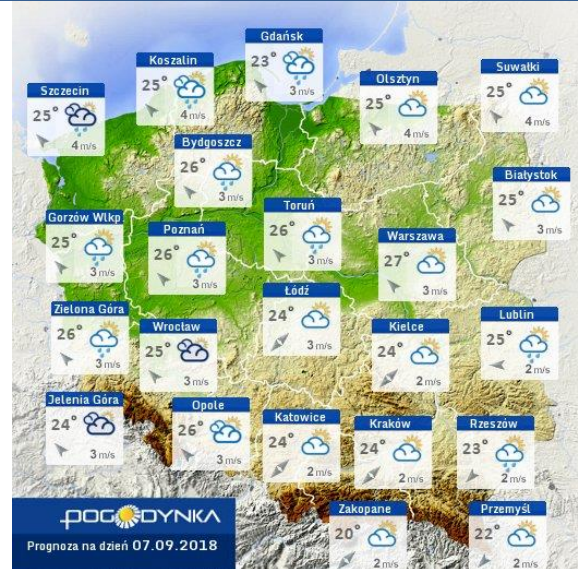 Gdańsk
23°
3 m/s
Koszalin
25°
4 m/s
Suwałki
25°
4 m/s
Olsztyn
25°
4 m/s
Szczecin
25°
4 m/s
Bydgoszcz
26°
3 m/s
Białystok
25°
3 m/s
Toruń
26°
3 m/s
Gorzów Wlkp
25°
3 m/s
Poznań
26°
3 m/s
Warszawa
27°
3 m/s
Łódź
24°
3 m/s
Zielona Góra
26°
3 m/s
Lublin
25°
2 m/s
Wrocław
25°
3 m/s
Kielce
24°
2 m/s
Jelenia Góra
24°
3 m/s
Opole
26°
3 m/s
Katowice
24°
2 m/s
Kraków
24°
2 m/s
Rzeszów
23°
2 m/s
Zakopane
20°
2 m/s
Przemyśl
22°
2 m/s
POGODYNKA
Prognoza na dzień 07.09.2018